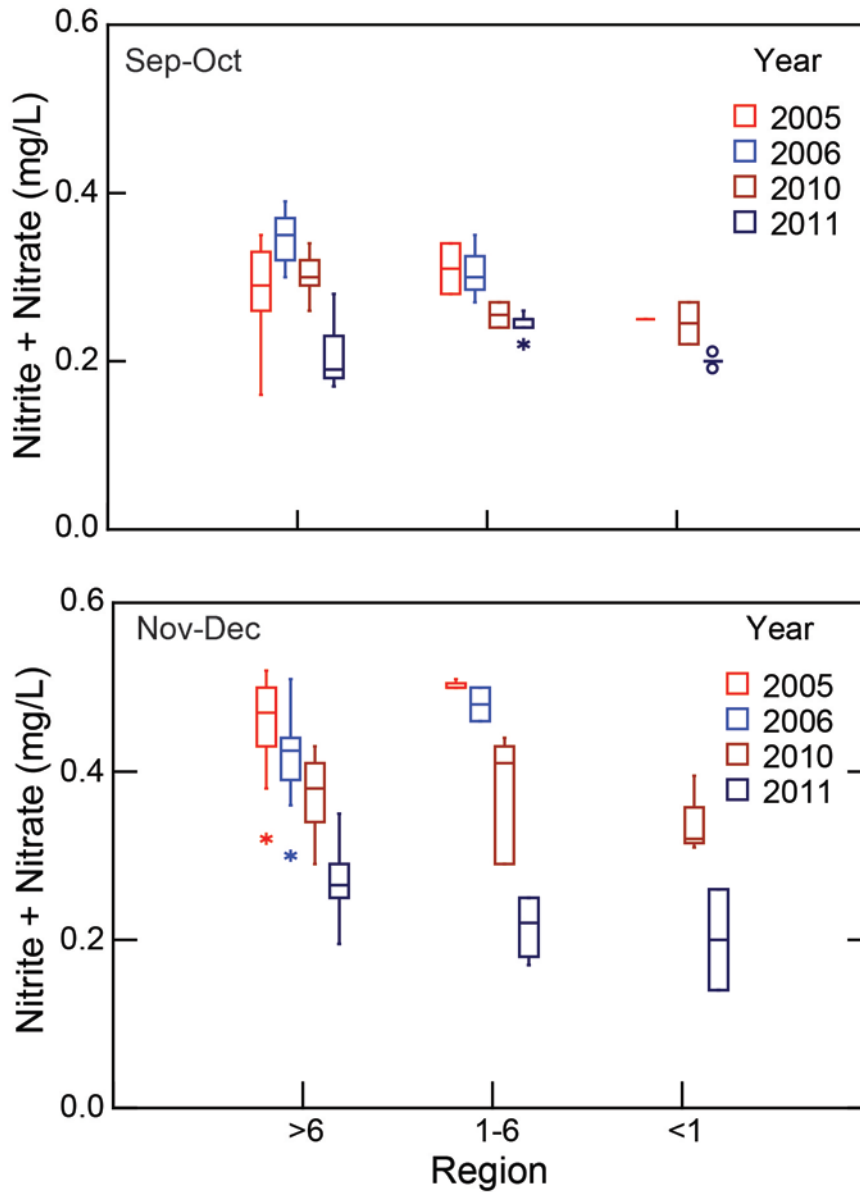 0.6
Sep-Oct
Year
2005
2006
2010
2011
0.4
0.2
0.0
Nitrite + Nitrate (mg/L)
*
0.6
Nov-Dec
Year
2005
2006
2010
2011
0.4
0.2
0.0
Nitrite + Nitrate (mg/L)
* *
>6 1-6 <1
Region